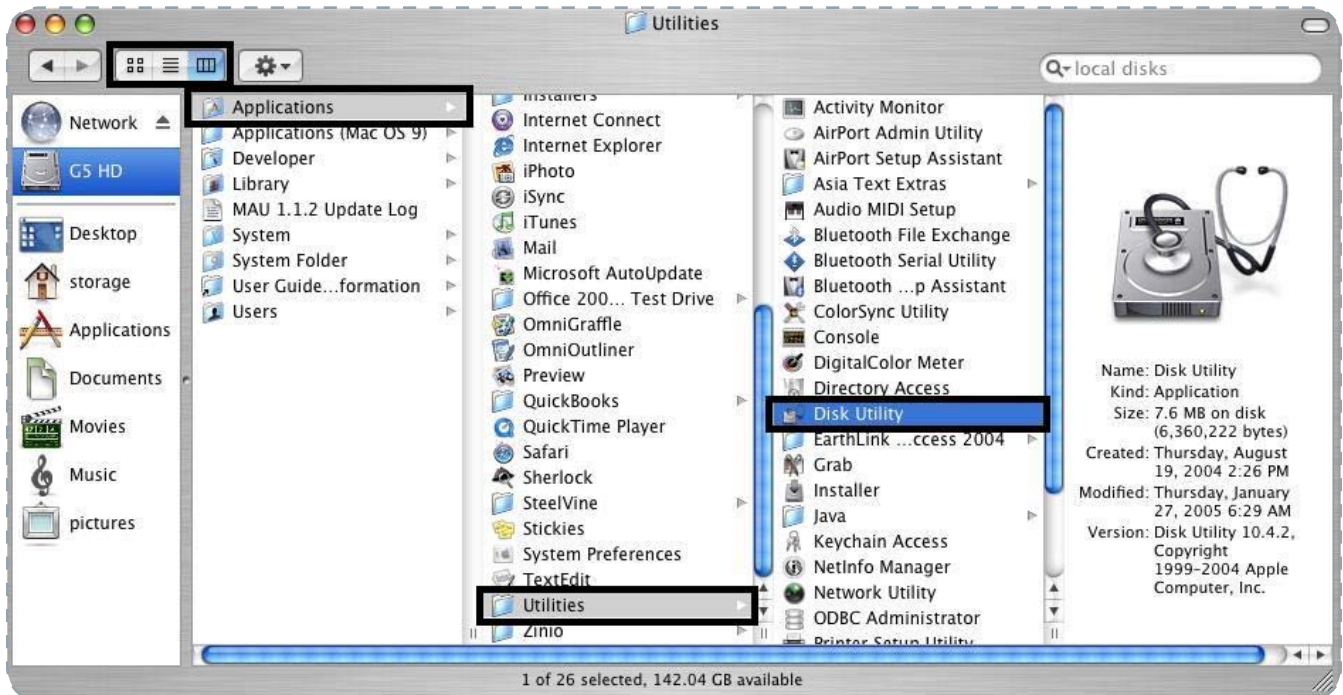 Utilities
local disks
Network
G5 HD
Desktop
storage
Applications
Documents
Movies
Music
pictures
Applications
Applications (Mac OS 9)
Developer
Library
MAU 1.1.2 Update Log
System
System Folder
User Guide...formation
Users
Installers
Internet Connect
Internet Explorer
iPhoto
iSync
iTunes
Mail
Microsoft AutoUpdate
Office 200... Test Drive
OmniGraffle
OmniOutliner
Preview
QuickBooks
QuickTime Player
Safari
Sherlock
SteelVine
Stickies
System Preferences
TextEdit
Utilities
Zinio
Activity Monitor
AirPort Admin Utility
AirPort Setup Assistant
Asia Text Extras
Audio MIDI Setup
Bluetooth File Exchange
Bluetooth Serial Utility
Bluetooth ...p Assistant
ColorSync Utility
Console
DigitalColor Meter
Directory Access
Disk Utility
EarthLink ...ccess 2004
Grab
Installer
Java
Keychain Access
NetInfo Manager
Network Utility
ODBC Administrator
Printer Setup Utility
Name: Disk Utility
Kind: Application
Size: 7.6 MB on disk
(6,360,222 bytes)
Created: Thursday, August
19, 2004 2:26 PM
Modified: Thursday, January
27, 2005 6:29 AM
Version: Disk Utility 10.4.2,
Copyright
1999-2004 Apple
Computer, Inc.
1 of 26 selected, 142.04 GB available